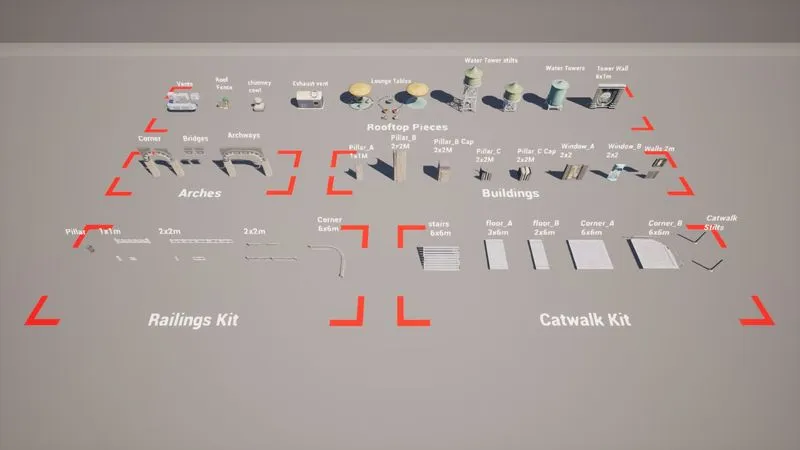 Vents
Roof
Fence
chimney
cowl
Exhaust vent
Lounge Tables
Water Tower stilts
Water Towers
Tower Wall
6x7m
Rooftop Pieces
Corner
Bridges
Archways
Arches
Pillar_A
1x1M
Pillar_B
2x2M
Pillar_B Cap
2x2M
Pillar_C
2x2M
Pillar_C Cap
2x2M
Window_A
2x2
Window_B
2x2
Walls 2m
Buildings
Pillar
1x1m
2x2m
2x2m
Corner
6x6m
Railings Kit
stairs
6x6m
floor_A
3x6m
floor_B
2x6m
Corner_A
6x6m
Corner_B
6x6m
Catwalk
Stilts
Catwalk Kit